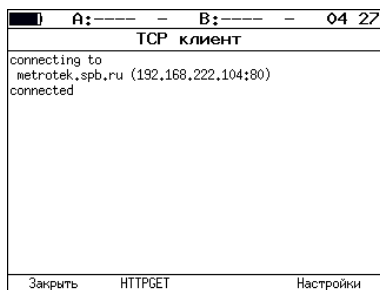 A:---- – B:---- – 04 27
TCP клиент
connecting to
metrotek.spb.ru (192.168.222.104:80)
connected
Закрыть HTTPGET Настройки